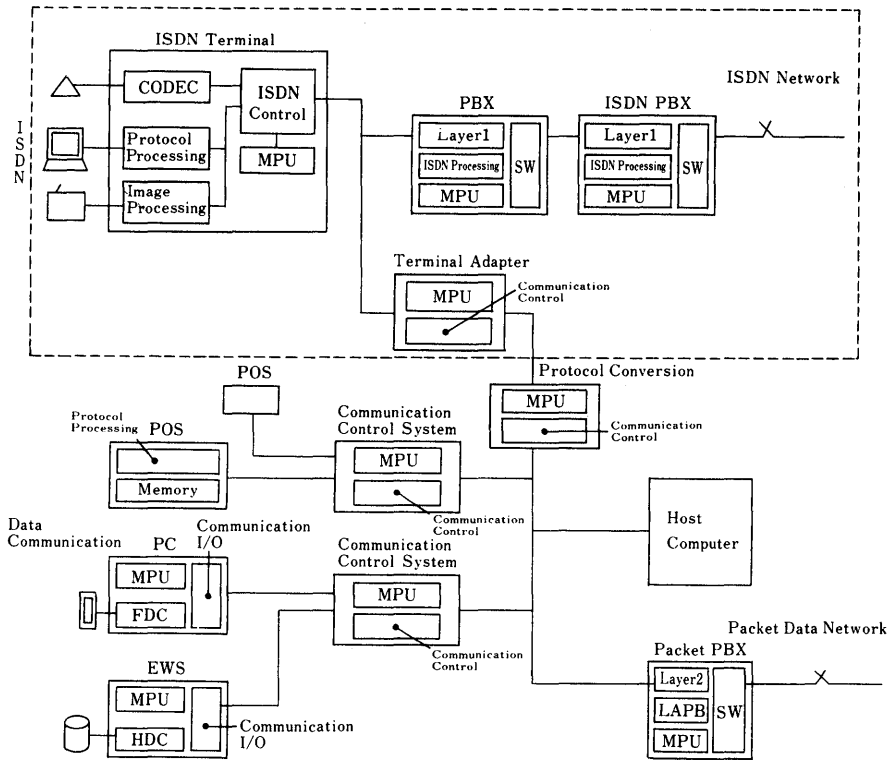 ISDN Terminal
CODEC
ISDN
Control
Protocol
Processing
MPU
Image
Processing
ISDN
PBX
Layer1
ISDN Processing
MPU
SW
ISDN PBX
Layer1
ISDN Processing
MPU
SW
ISDN Network
Terminal Adapter
MPU
Communication
Control
Protocol Conversion
MPU
Communication
Control
POS
Protocol
Processing
POS
Memory
Communication
Control System
MPU
Communication
Control
Host
Computer
Data
Communication
PC
MPU
FDC
Communication
I/O
Communication
Control System
MPU
Communication
Control
EWS
MPU
HDC
Communication
I/O
Packet Data Network
Packet PBX
Layer2
LAPB
MPU
SW